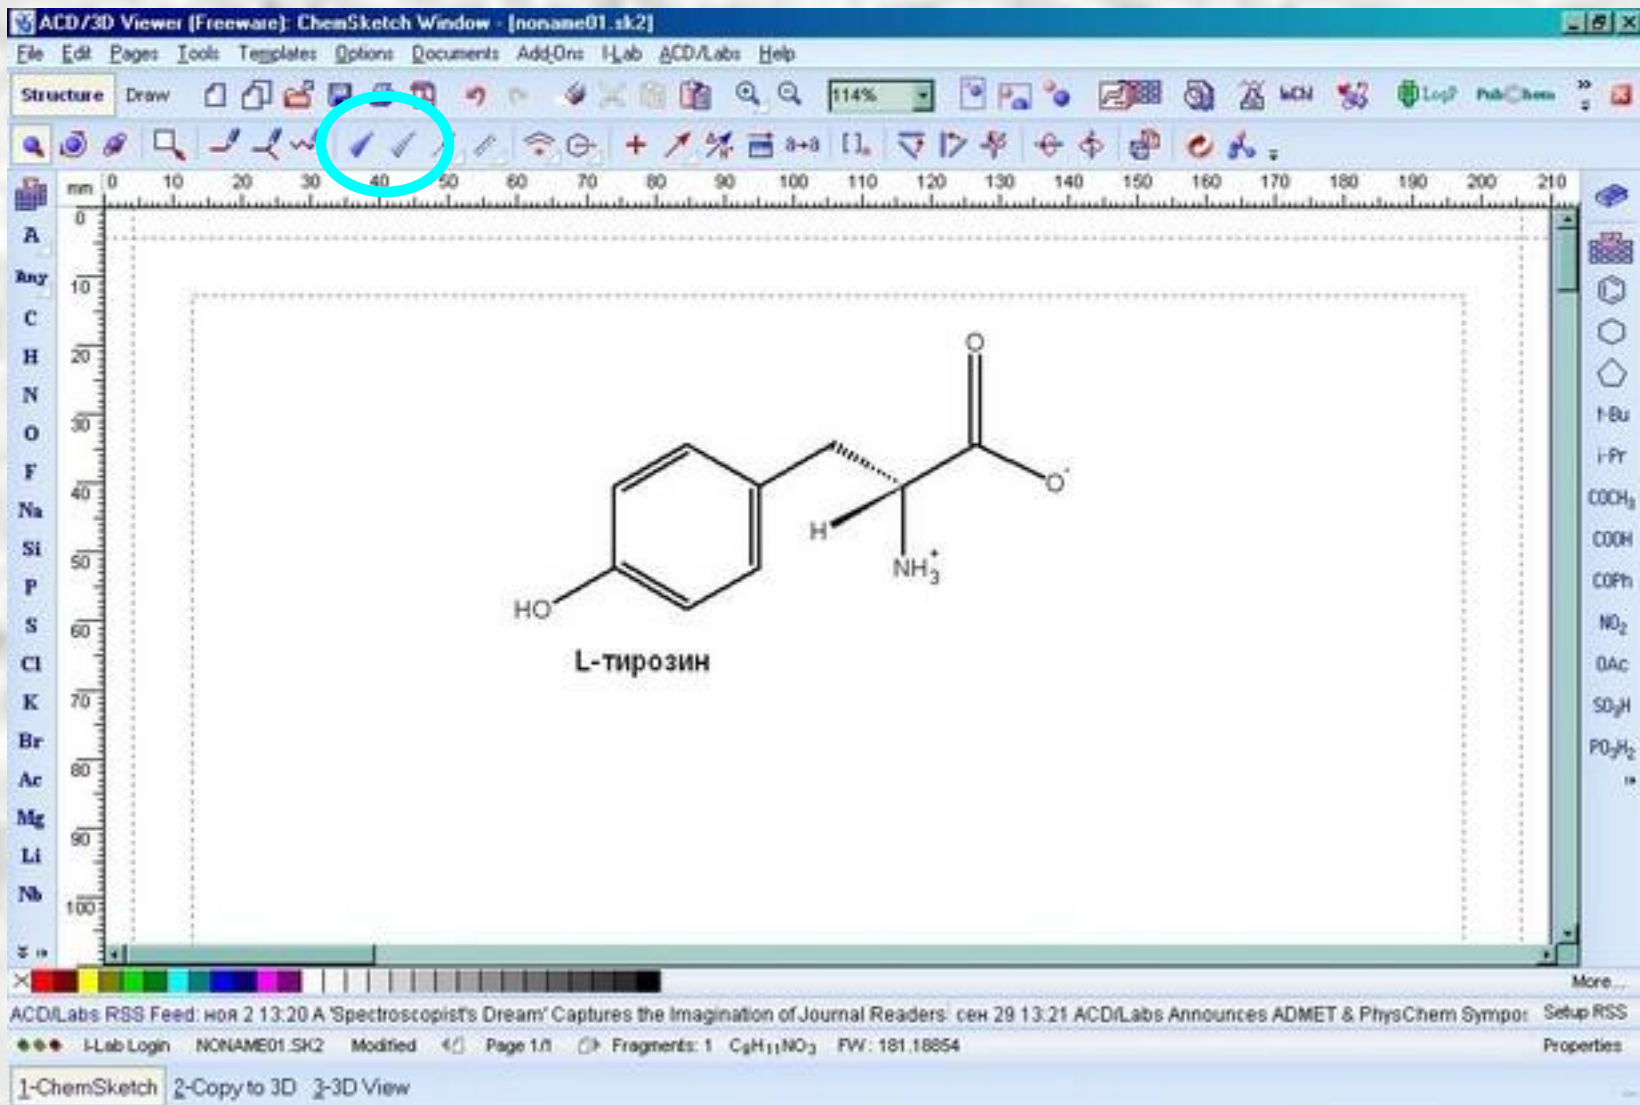 ACD/3D Viewer (Freeware): ChemSketch Window - [noname01.sk2]
File Edit Pages Tools Templates Options Documents Add-Ons I-Lab ACD/Labs Help
Structure Draw 114% InChI LogP PubChem
a→a [ ]n
mm 0 10 20 30 40 50 60 70 80 90 100 110 120 130 140 150 160 170 180 190 200 210
0
10
20
30
40
50
60
70
80
90
100
A
Any
C
H
N
O
F
Na
Si
P
S
Cl
K
Br
Ac
Mg
Li
Nb
O
O-
H
NH3+
HO
L-тирозин
t-Bu
i-Pr
COCH3
COOH
COPh
NO2
OAc
SO3H
PO3H2
More...
ACD/Labs RSS Feed: ноя 2 13:20 A 'Spectroscopist's Dream' Captures the Imagination of Journal Readers сен 29 13:21 ACD/Labs Announces ADMET & PhysChem Sympos Setup RSS
I-Lab Login NONAME01.SK2 Modified Page 1/1 Fragments: 1 C9H11NO3 FW: 181.18854 Properties
1-ChemSketch 2-Copy to 3D 3-3D View